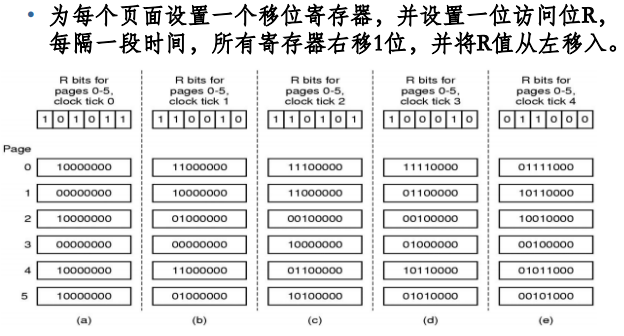 • 为每个页面设置一个移位寄存器，并设置一位访问位R，
每隔一段时间，所有寄存器右移1位，并将R值从左移入。
R bits for pages 0-5, clock tick 0
R bits for pages 0-5, clock tick 1
R bits for pages 0-5, clock tick 2
R bits for pages 0-5, clock tick 3
R bits for pages 0-5, clock tick 4
1 0 1 0 1 1 1 1 0 0 1 0 1 1 0 1 0 1 1 0 0 0 1 0 0 1 1 0 0 0
Page
0 10000000 11000000 11100000 11110000 01111000
1 00000000 10000000 11000000 01100000 10110000
2 10000000 01000000 00100000 00100000 10010000
3 00000000 00000000 10000000 01000000 00100000
4 10000000 11000000 01100000 10110000 01011000
5 10000000 01000000 10100000 01010000 00101000
(a) (b) (c) (d) (e)